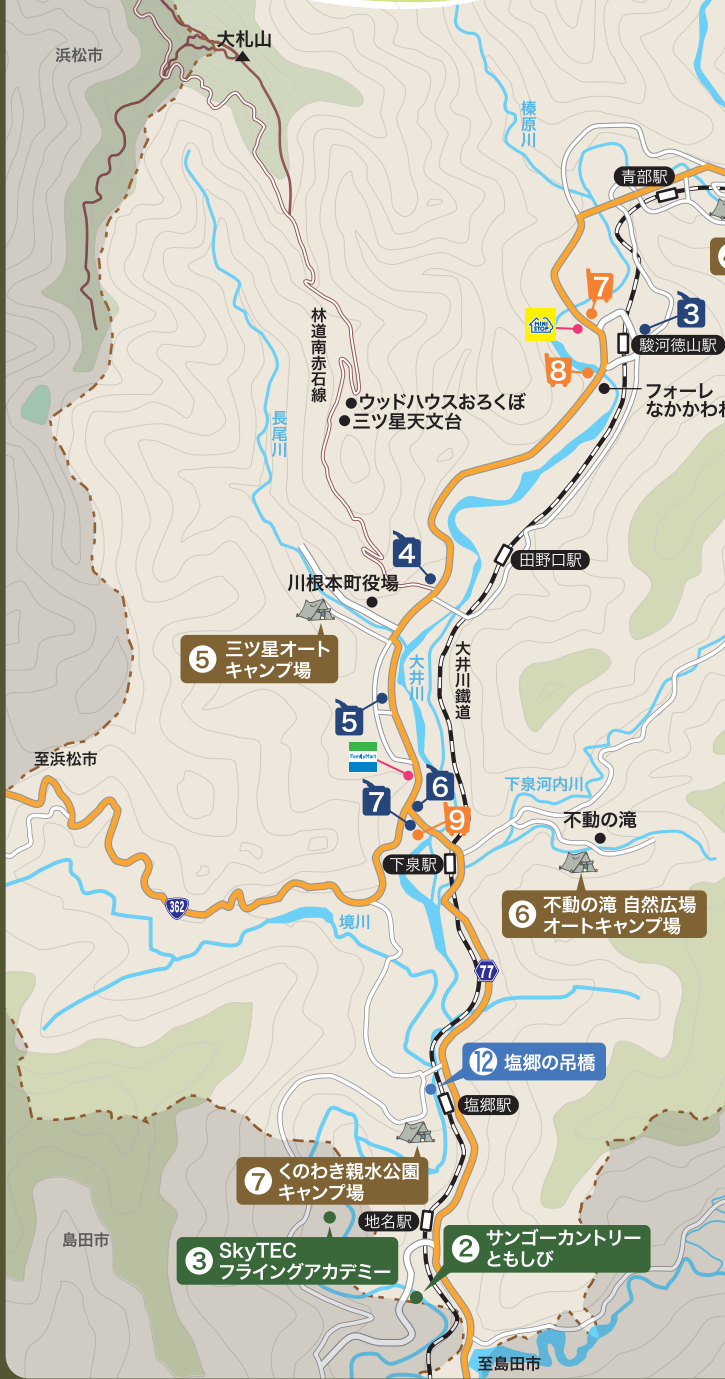 大札山
浜松市
榛原川
青部駅
7
MINI STOP
3
駿河徳山駅
8
林道南赤石線
ウッドハウスおろくぼ
三ツ星天文台
フォーレ
なかかわね
長尾川
4
田野口駅
川根本町役場
5 三ツ星オート
キャンプ場
大井川
大井川鐵道
5
至浜松市
FamilyMart
6
7
9
下泉河内川
不動の滝
下泉駅
362
6 不動の滝 自然広場
オートキャンプ場
境川
77
12 塩郷の吊橋
塩郷駅
7 くのわき親水公園
キャンプ場
地名駅
島田市
3 SkyTEC
フライングアカデミー
2 サンゴーカントリー
ともしび
至島田市